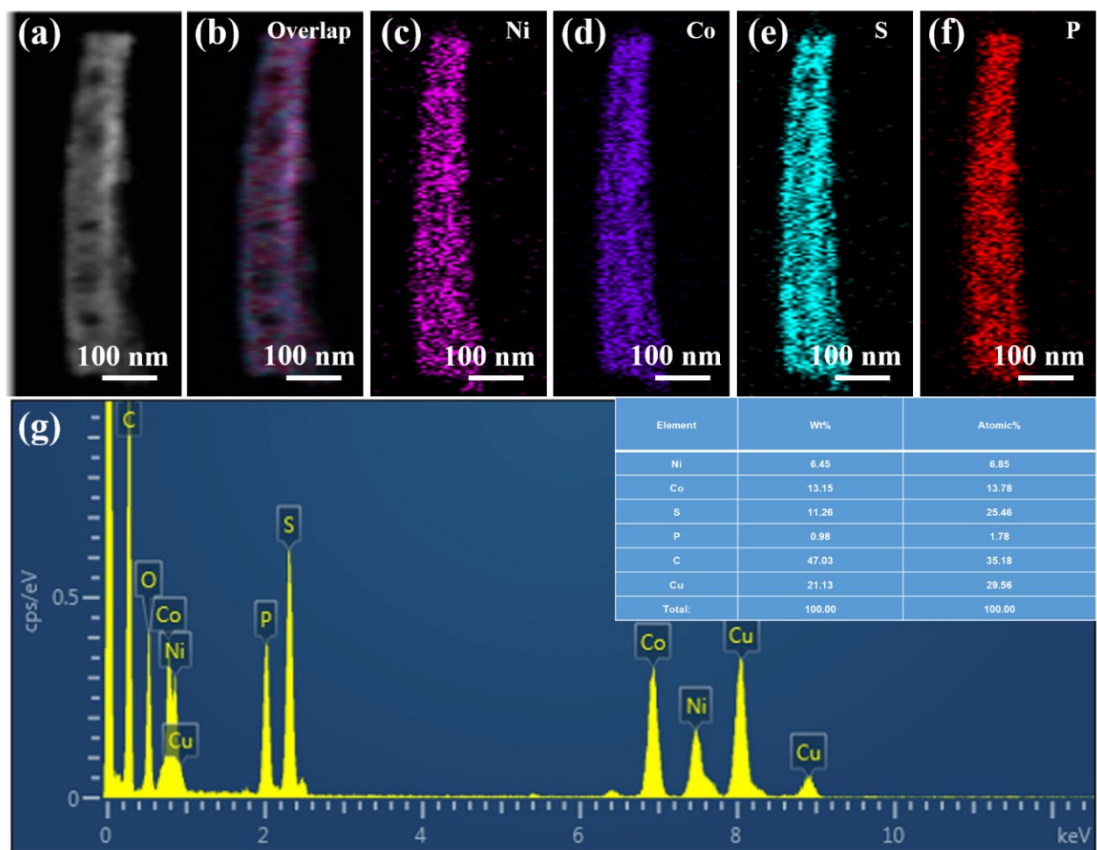 (a)
(b) Overlap
(c) Ni
(d) Co
(e) S
(f) P
100 nm 100 nm 100 nm 100 nm 100 nm 100 nm
(g)
Element Wt% Atomic%
Ni 6.45 6.85
Co 13.15 13.78
S 11.26 25.46
P 0.98 1.78
C 47.03 35.18
Cu 21.13 29.56
Total: 100.00 100.00
C
S
O
Co
Ni
Cu
P
Co
Ni
Cu
Cu
cps/eV
0.5
0
0 2 4 6 8 10 keV